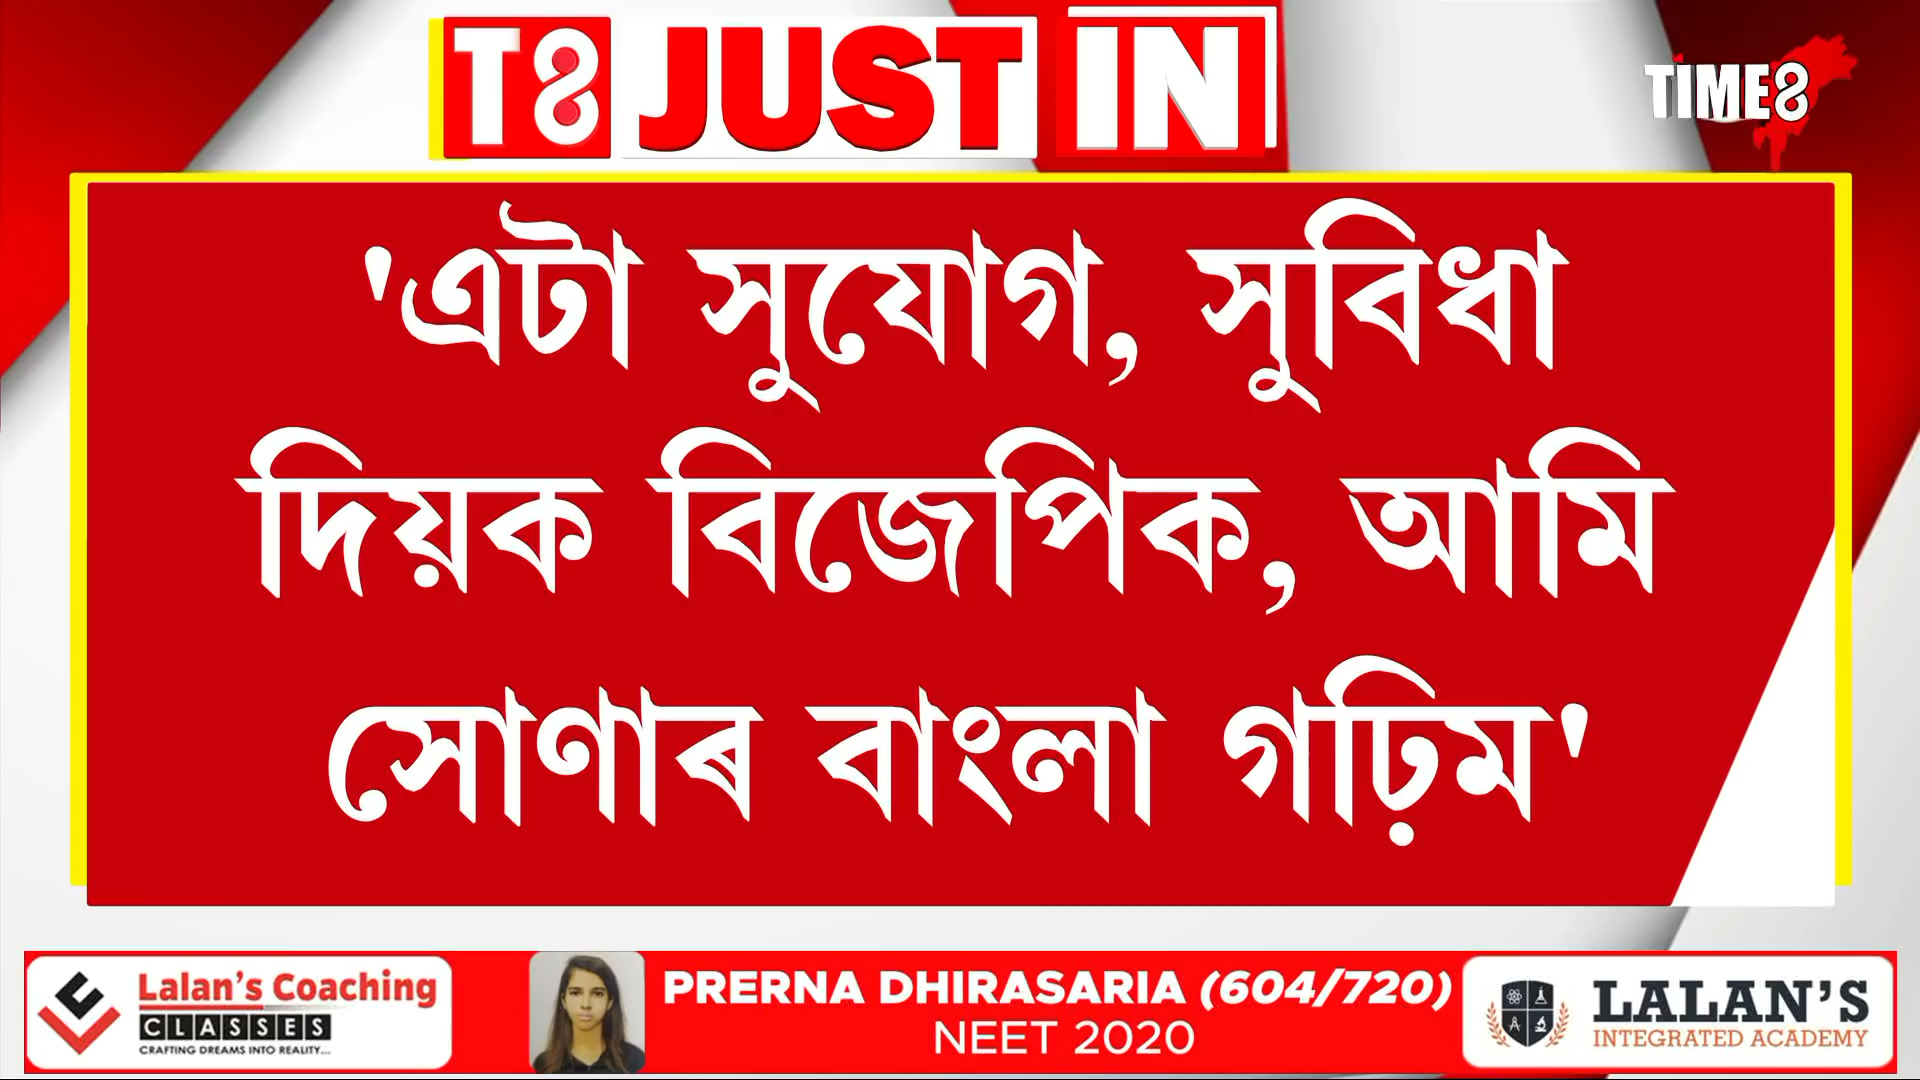 T8 JUST IN
TIME8
'এটা সুযোগ, সুবিধা
দিয়ক বিজেপিক, আমি
সোণাৰ বাংলা গঢ়িম'
Lalan's Coaching
CLASSES
CRAFTING DREAMS INTO REALITY...
PRERNA DHIRASARIA (604/720)
NEET 2020
LALAN'S
INTEGRATED ACADEMY